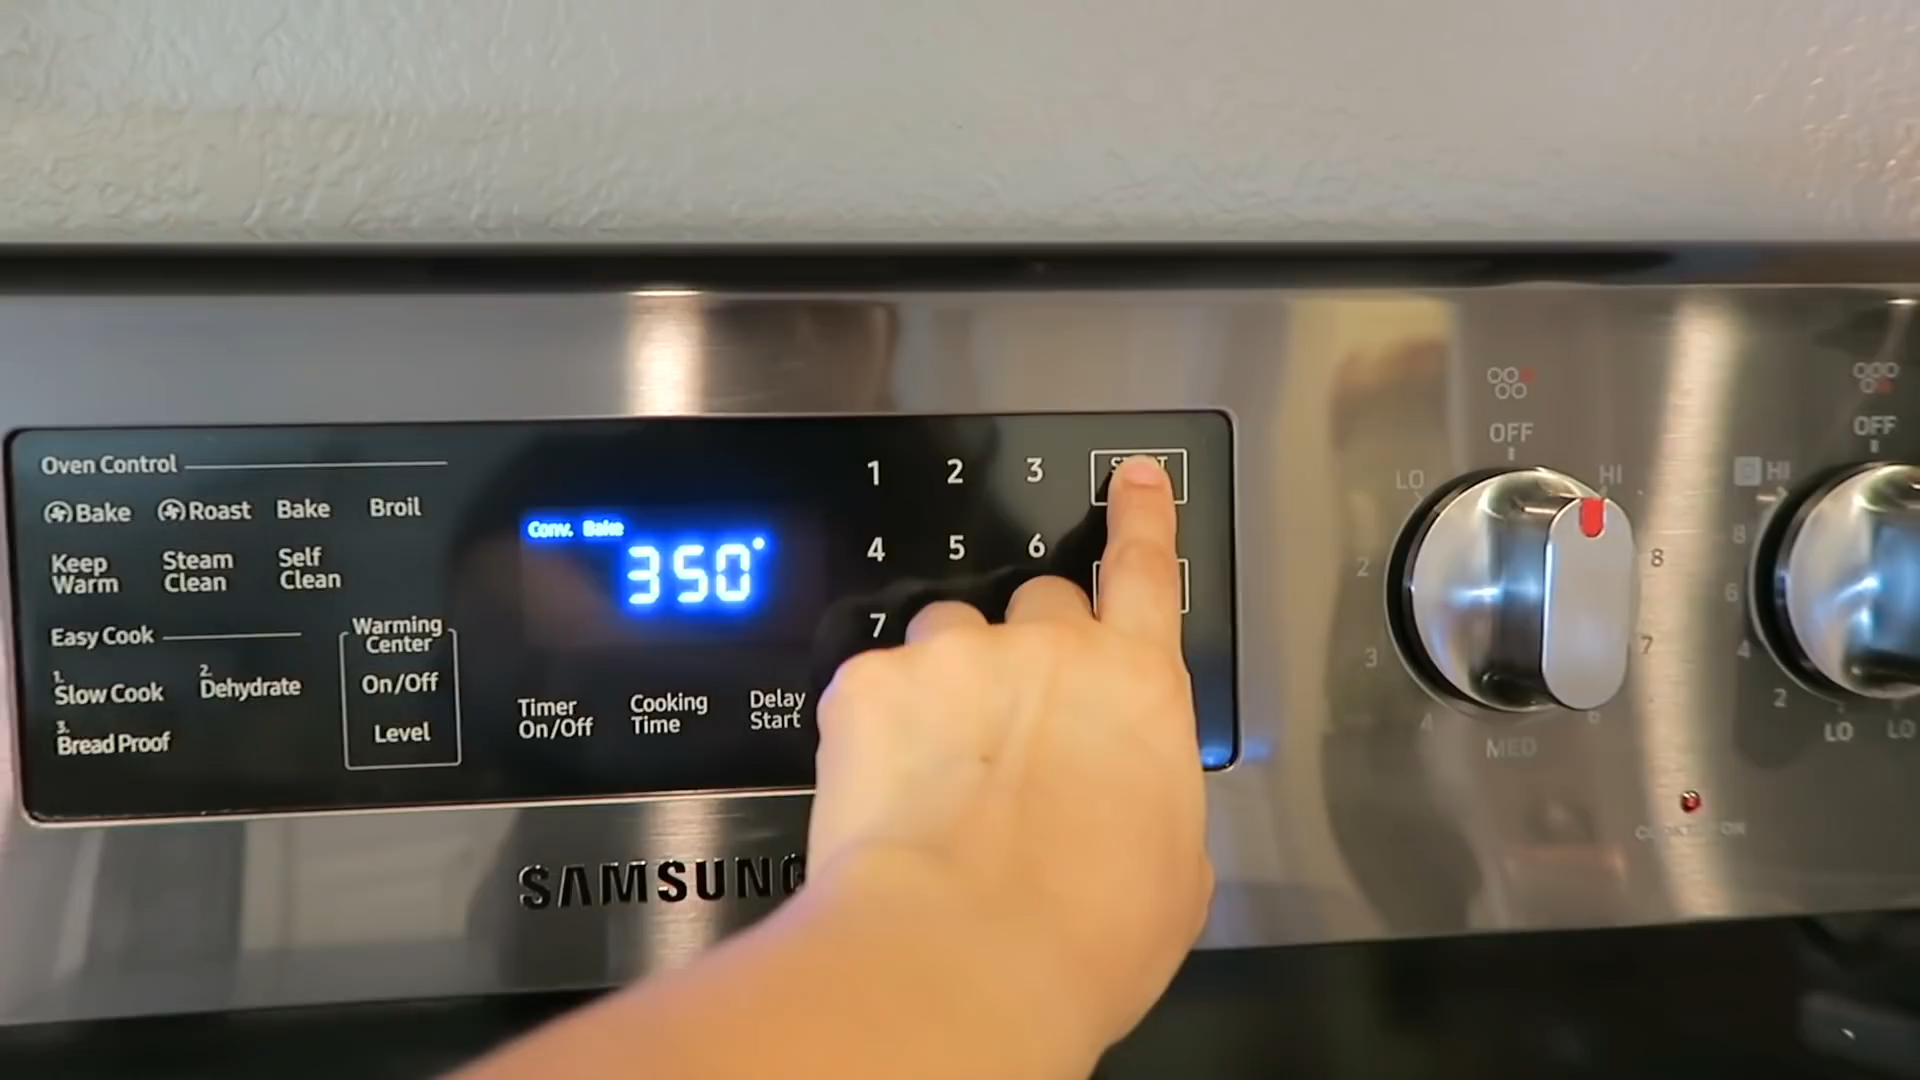 Oven Control
Bake Roast Bake Broil
Keep Warm
Steam Clean
Self Clean
Easy Cook
1. Slow Cook
2. Dehydrate
3. Bread Proof
Warming Center
On/Off
Level
Conv. Bake
350°
Timer On/Off
Cooking Time
Delay Start
1 2 3
4 5 6
7
SAMSUNG
OFF
LO HI
2 8
3 7
4 6
MED
OFF
HI
8
6
4
2
LO LO